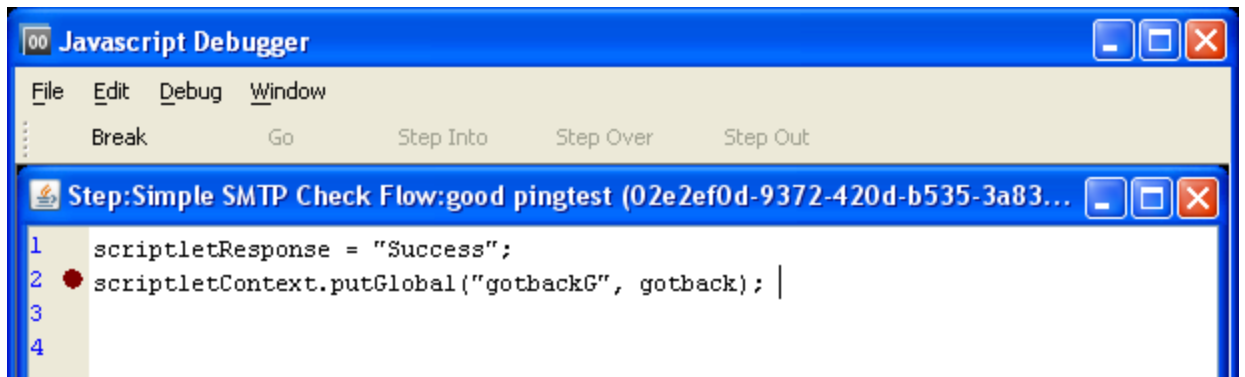 00 Javascript Debugger
File Edit Debug Window
Break Go Step Into Step Over Step Out
Step:Simple SMTP Check Flow:good pingtest (02e2ef0d-9372-420d-b535-3a83...
1 scriptletResponse = "Success";
2 scriptletContext.putGlobal("gotbackG", gotback);
3
4